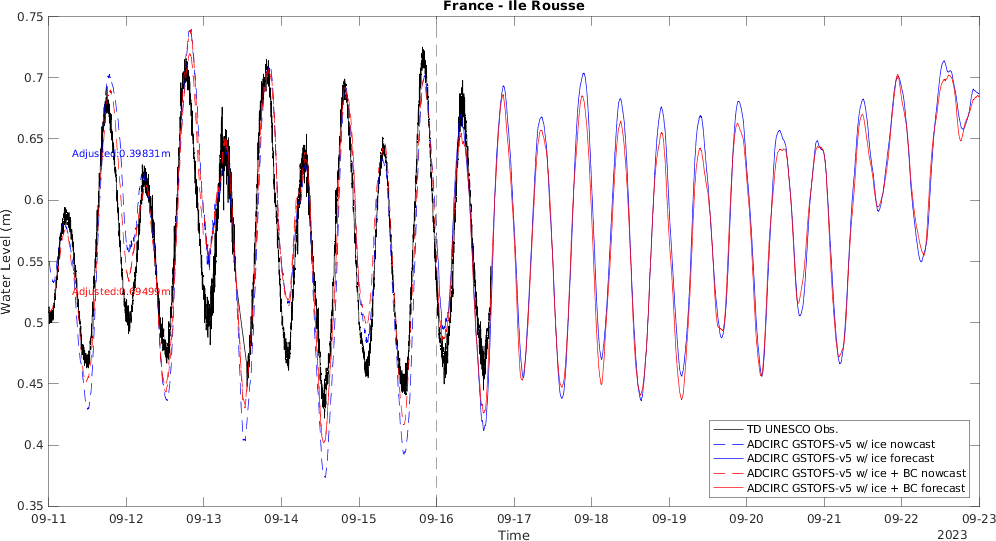 France - Ile Rousse
Water Level (m)
0.75
0.7
0.65
0.6
0.55
0.5
0.45
0.4
0.35
Adjusted:0.39831m
Adjusted:0.69499m
TD UNESCO Obs.
ADCIRC GSTOFS-v5 w/ ice nowcast
ADCIRC GSTOFS-v5 w/ ice forecast
ADCIRC GSTOFS-v5 w/ ice + BC nowcast
ADCIRC GSTOFS-v5 w/ ice + BC forecast
09-11 09-12 09-13 09-14 09-15 09-16 09-17 09-18 09-19 09-20 09-21 09-22 09-23
Time
2023